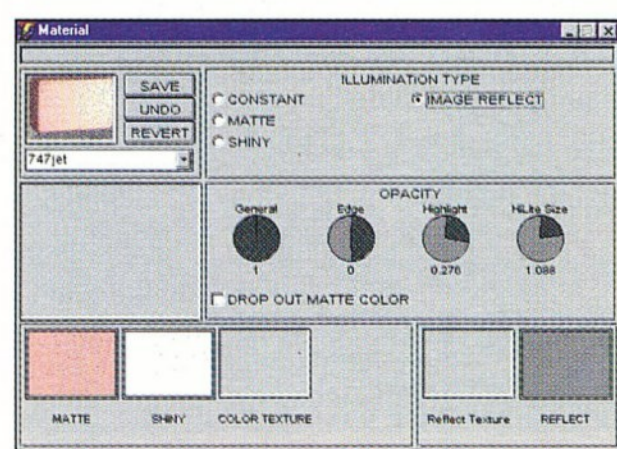 Material
SAVE
UNDO
REVERT
747jet
ILLUMINATION TYPE
CONSTANT
IMAGE REFLECT
MATTE
SHINY
OPACITY
General
Edge
Highlight
HiLite Size
1
0
0.276
1.088
DROP OUT MATTE COLOR
MATTE
SHINY
COLOR TEXTURE
Reflect Texture
REFLECT